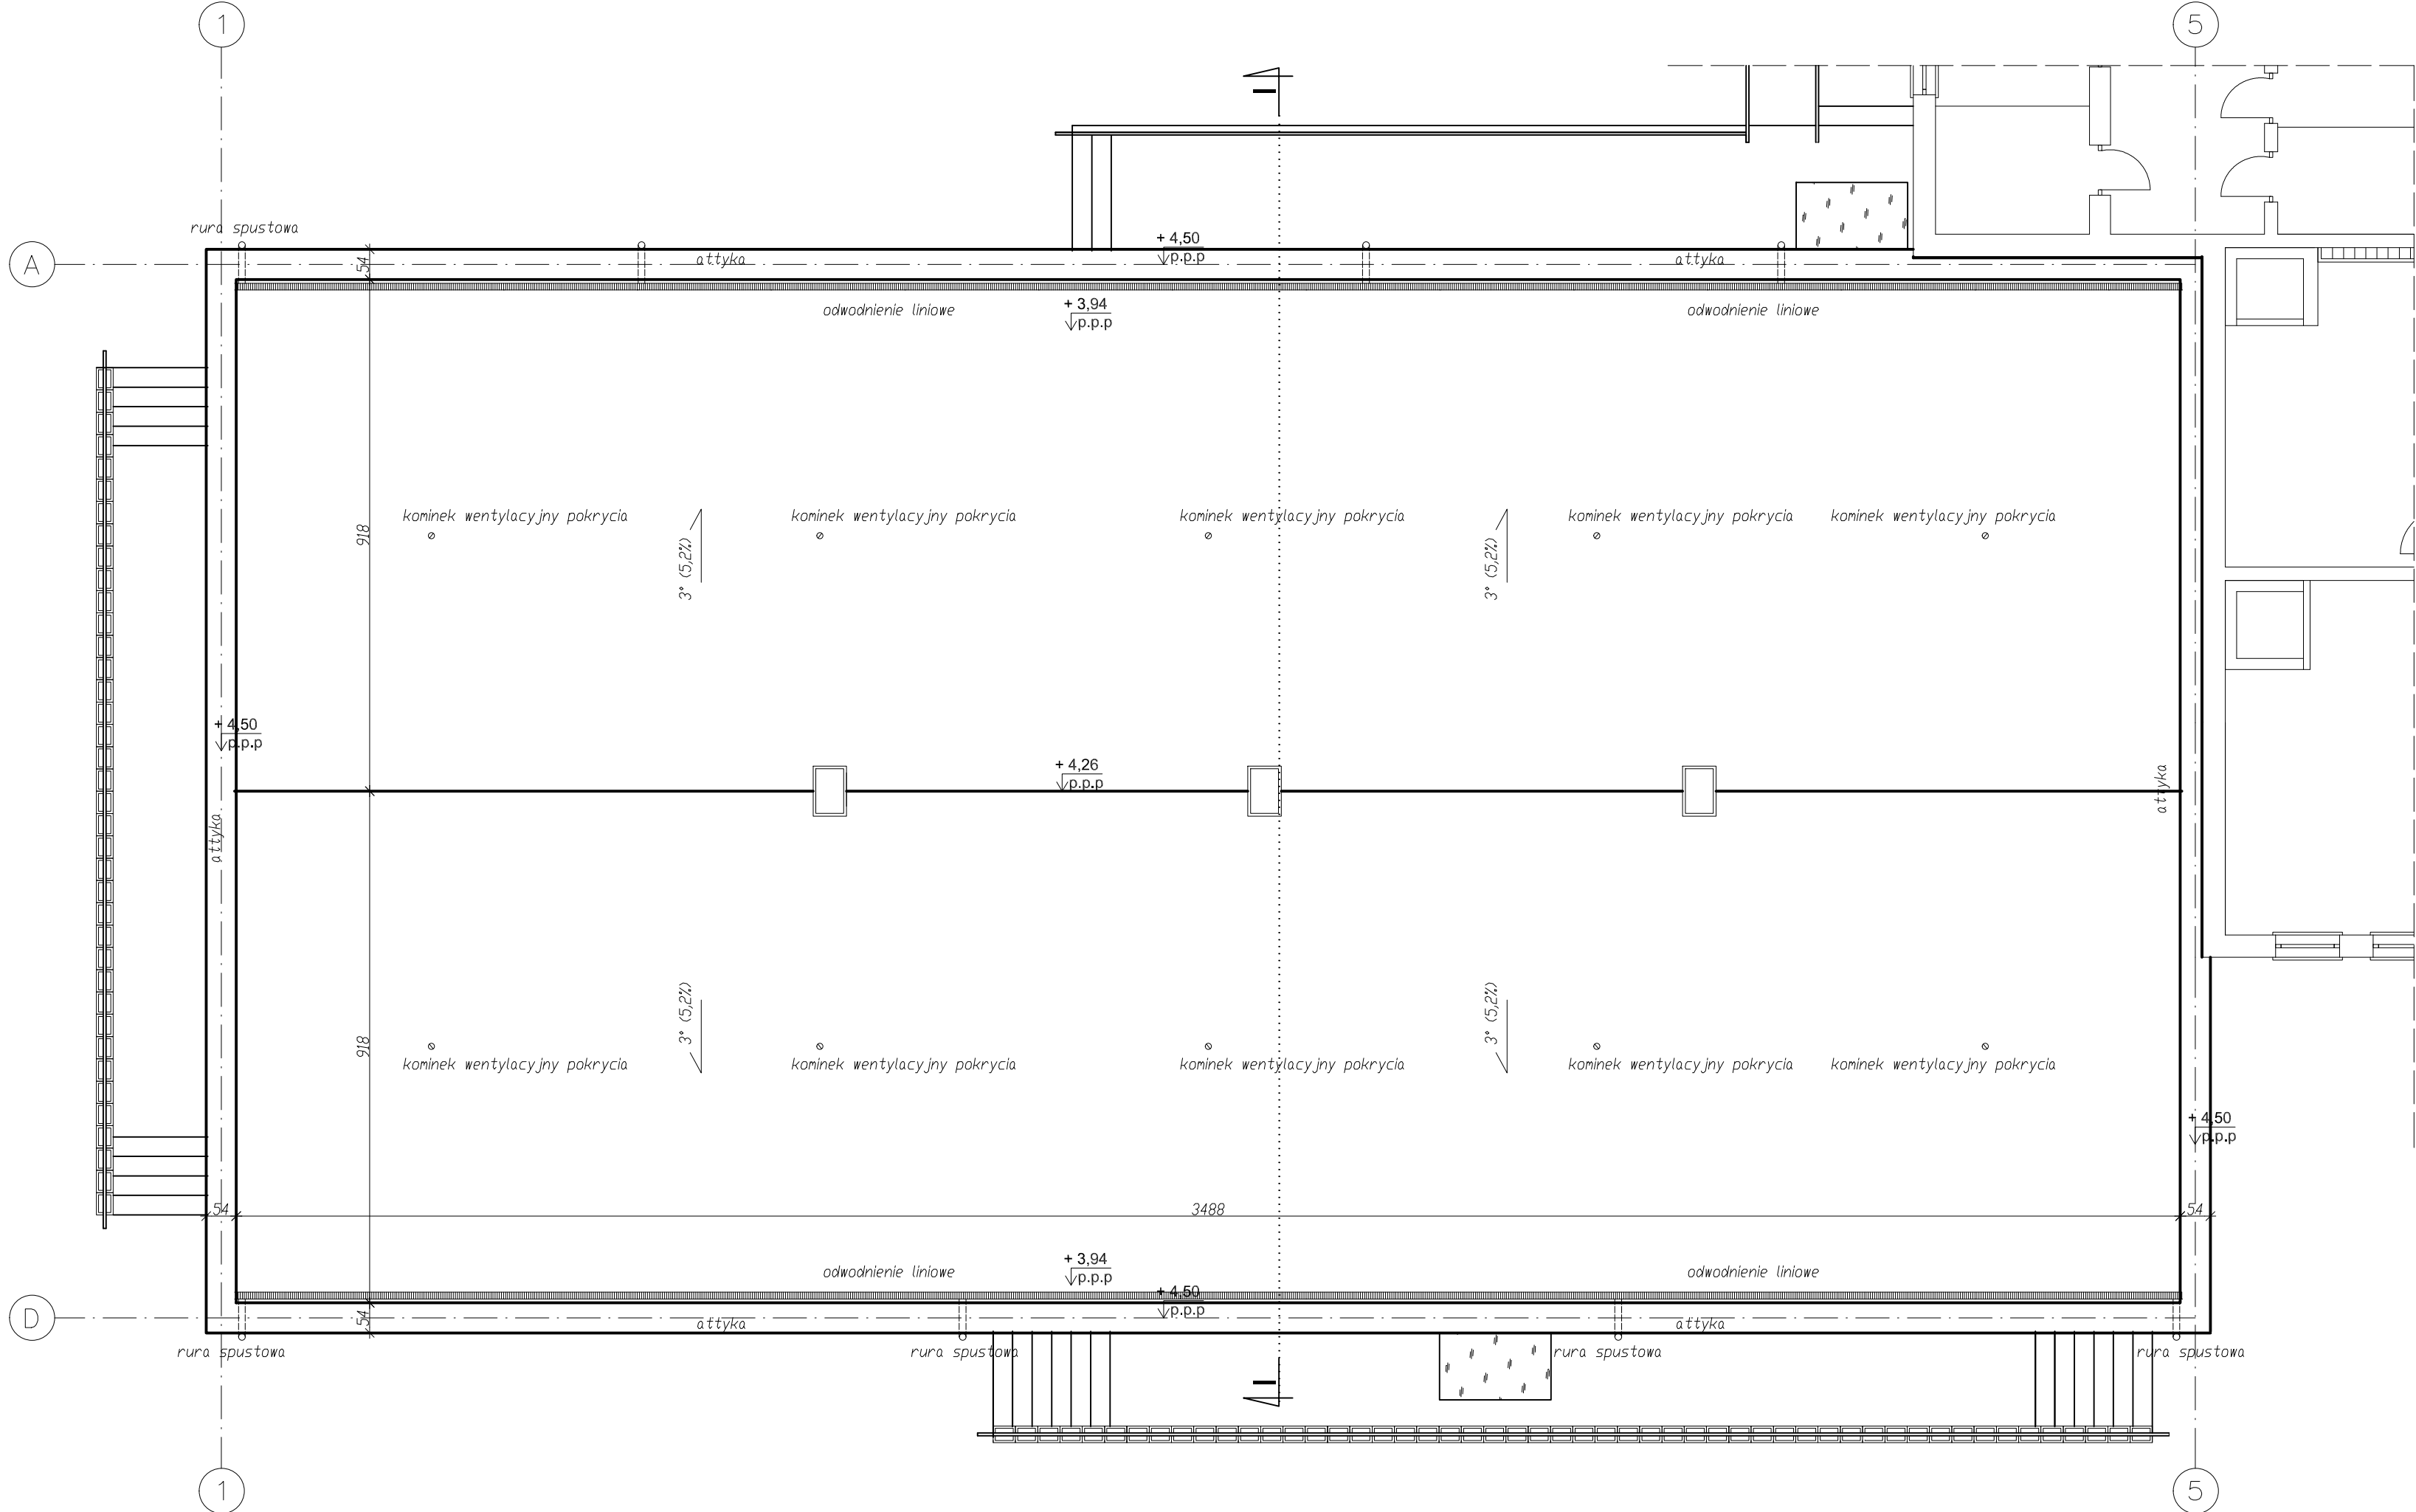 1
5
rura spustowa
+ 4,50
p.p.p
A
54
attyka
attyka
odwodnienie liniowe
+ 3,94
p.p.p
odwodnienie liniowe
kominek wentylacyjny pokrycia
kominek wentylacyjny pokrycia
kominek wentylacyjny pokrycia
kominek wentylacyjny pokrycia
kominek wentylacyjny pokrycia
918
3° (5,2%)
3° (5,2%)
+ 4,50
p.p.p
+ 4,26
p.p.p
attyka
attyka
918
3° (5,2%)
3° (5,2%)
kominek wentylacyjny pokrycia
kominek wentylacyjny pokrycia
kominek wentylacyjny pokrycia
kominek wentylacyjny pokrycia
kominek wentylacyjny pokrycia
+ 4,50
p.p.p
54
3488
54
odwodnienie liniowe
+ 3,94
p.p.p
odwodnienie liniowe
+ 4,50
p.p.p
D
54
attyka
attyka
rura spustowa
rura spustowa
rura spustowa
rura spustowa
1
5